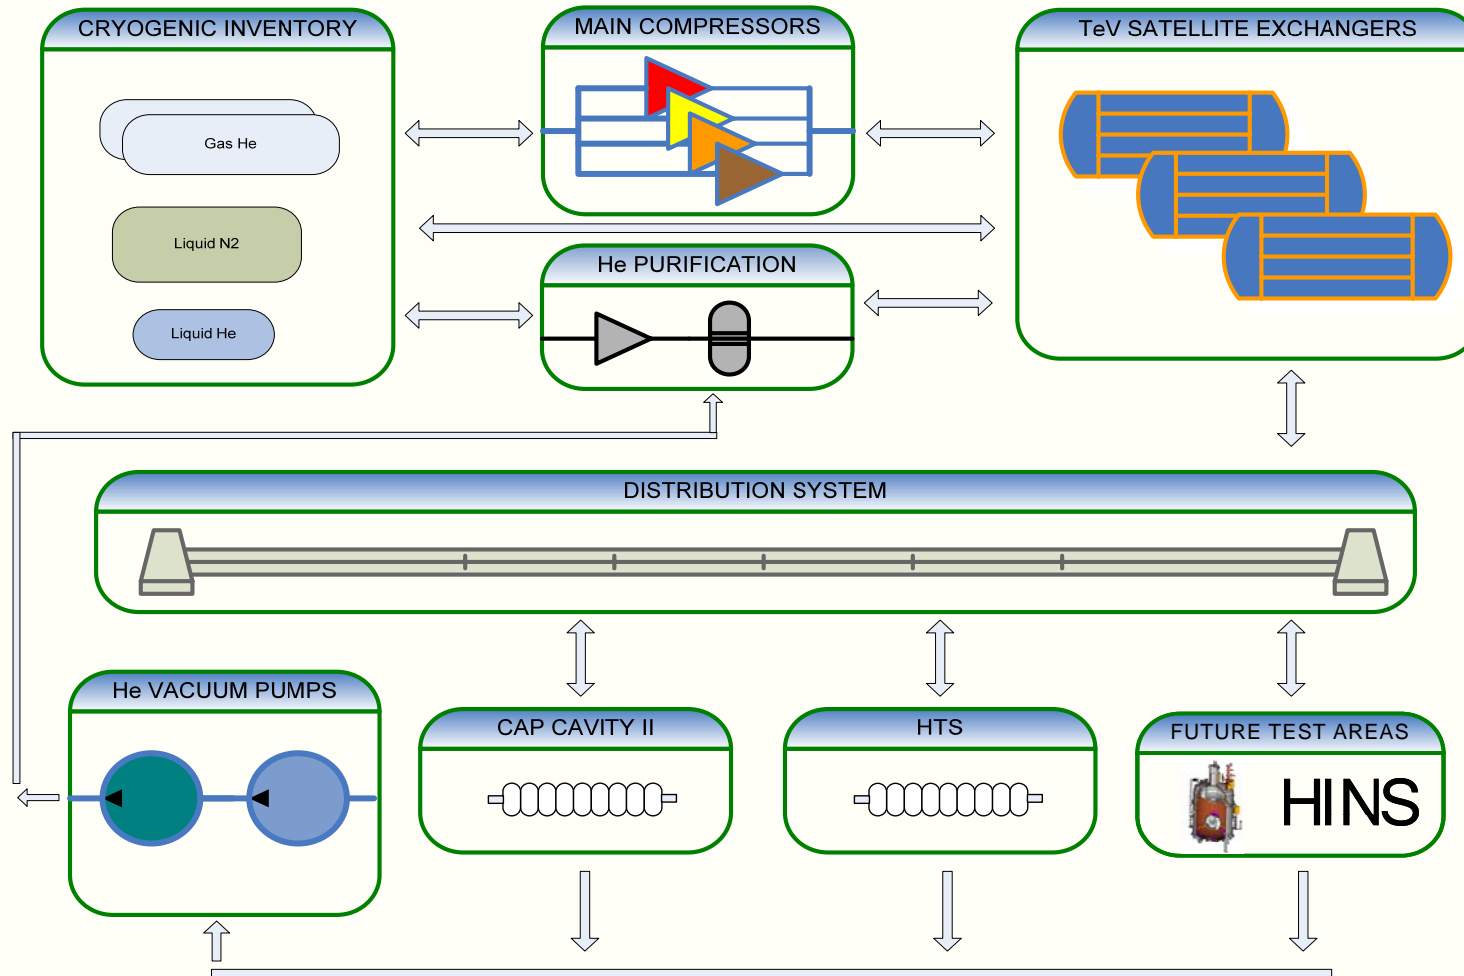 CRYOGENIC INVENTORY
MAIN COMPRESSORS
TeV SATELLITE EXCHANGERS
Gas He
Liquid N2
Liquid He
He PURIFICATION
DISTRIBUTION SYSTEM
He VACUUM PUMPS
CAP CAVITY II
HTS
FUTURE TEST AREAS
HINS